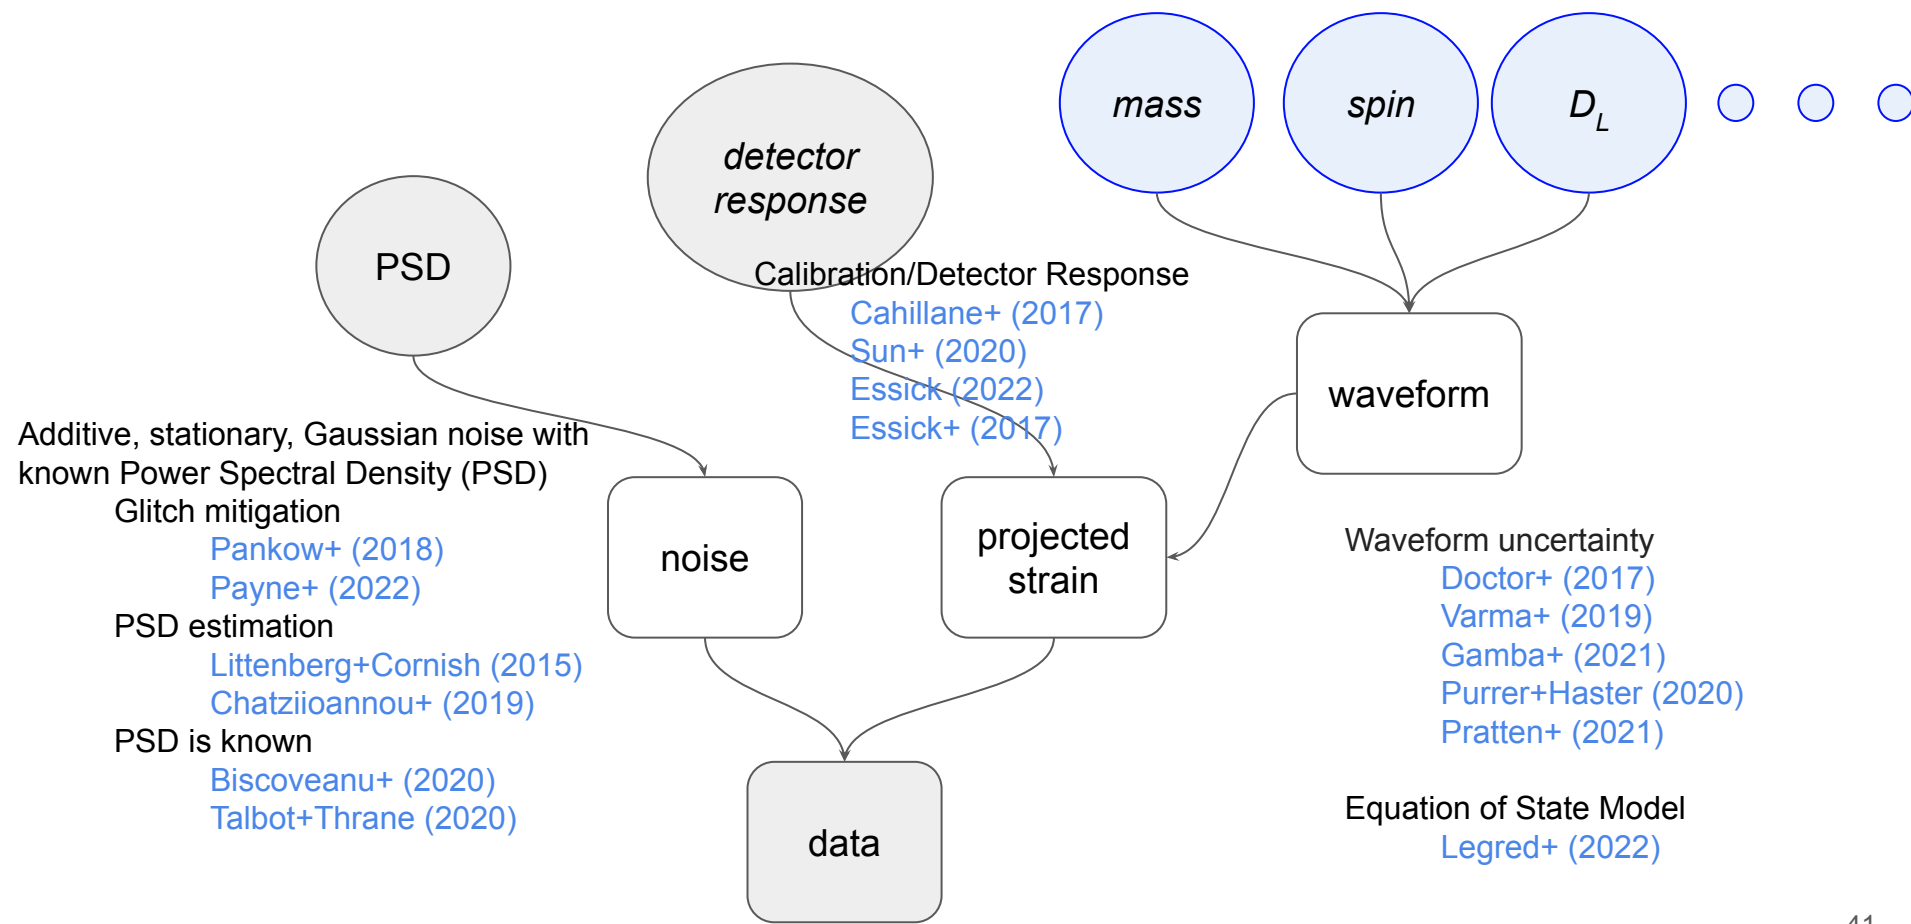 mass
spin
D_L
detector
response
PSD
Calibration/Detector Response
Cahillane+ (2017)
Sun+ (2020)
Essick (2022)
Essick+ (2017)
waveform
Additive, stationary, Gaussian noise with
known Power Spectral Density (PSD)
Glitch mitigation
Pankow+ (2018)
Payne+ (2022)
PSD estimation
Littenberg+Cornish (2015)
Chatziioannou+ (2019)
PSD is known
Biscoveanu+ (2020)
Talbot+Thrane (2020)
noise
projected
strain
Waveform uncertainty
Doctor+ (2017)
Varma+ (2019)
Gamba+ (2021)
Purrer+Haster (2020)
Pratten+ (2021)
Equation of State Model
Legred+ (2022)
data
41